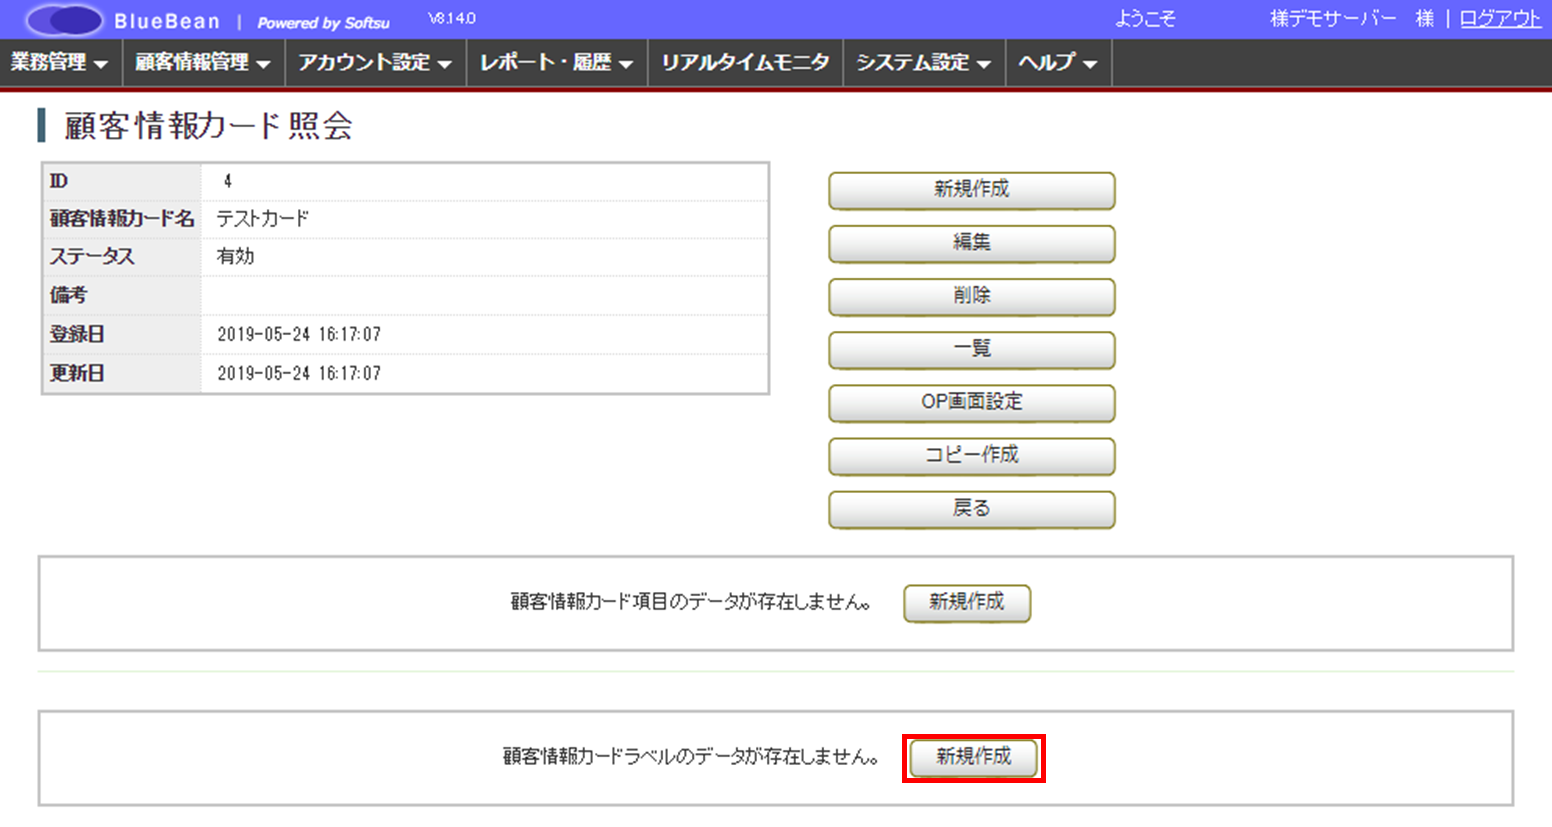 BlueBean | Powered by Softsu V8.14.0 ようこそ 様デモサーバー 様 | ログアウト
業務管理 顧客情報管理 アカウント設定 レポート・履歴 リアルタイムモニタ システム設定 ヘルプ
顧客情報カード照会
ID 4
顧客情報カード名 テストカード
ステータス 有効
備考
登録日 2019-05-24 16:17:07
更新日 2019-05-24 16:17:07
新規作成
編集
削除
一覧
OP画面設定
コピー作成
戻る
顧客情報カード項目のデータが存在しません。 新規作成
顧客情報カードラベルのデータが存在しません。 新規作成